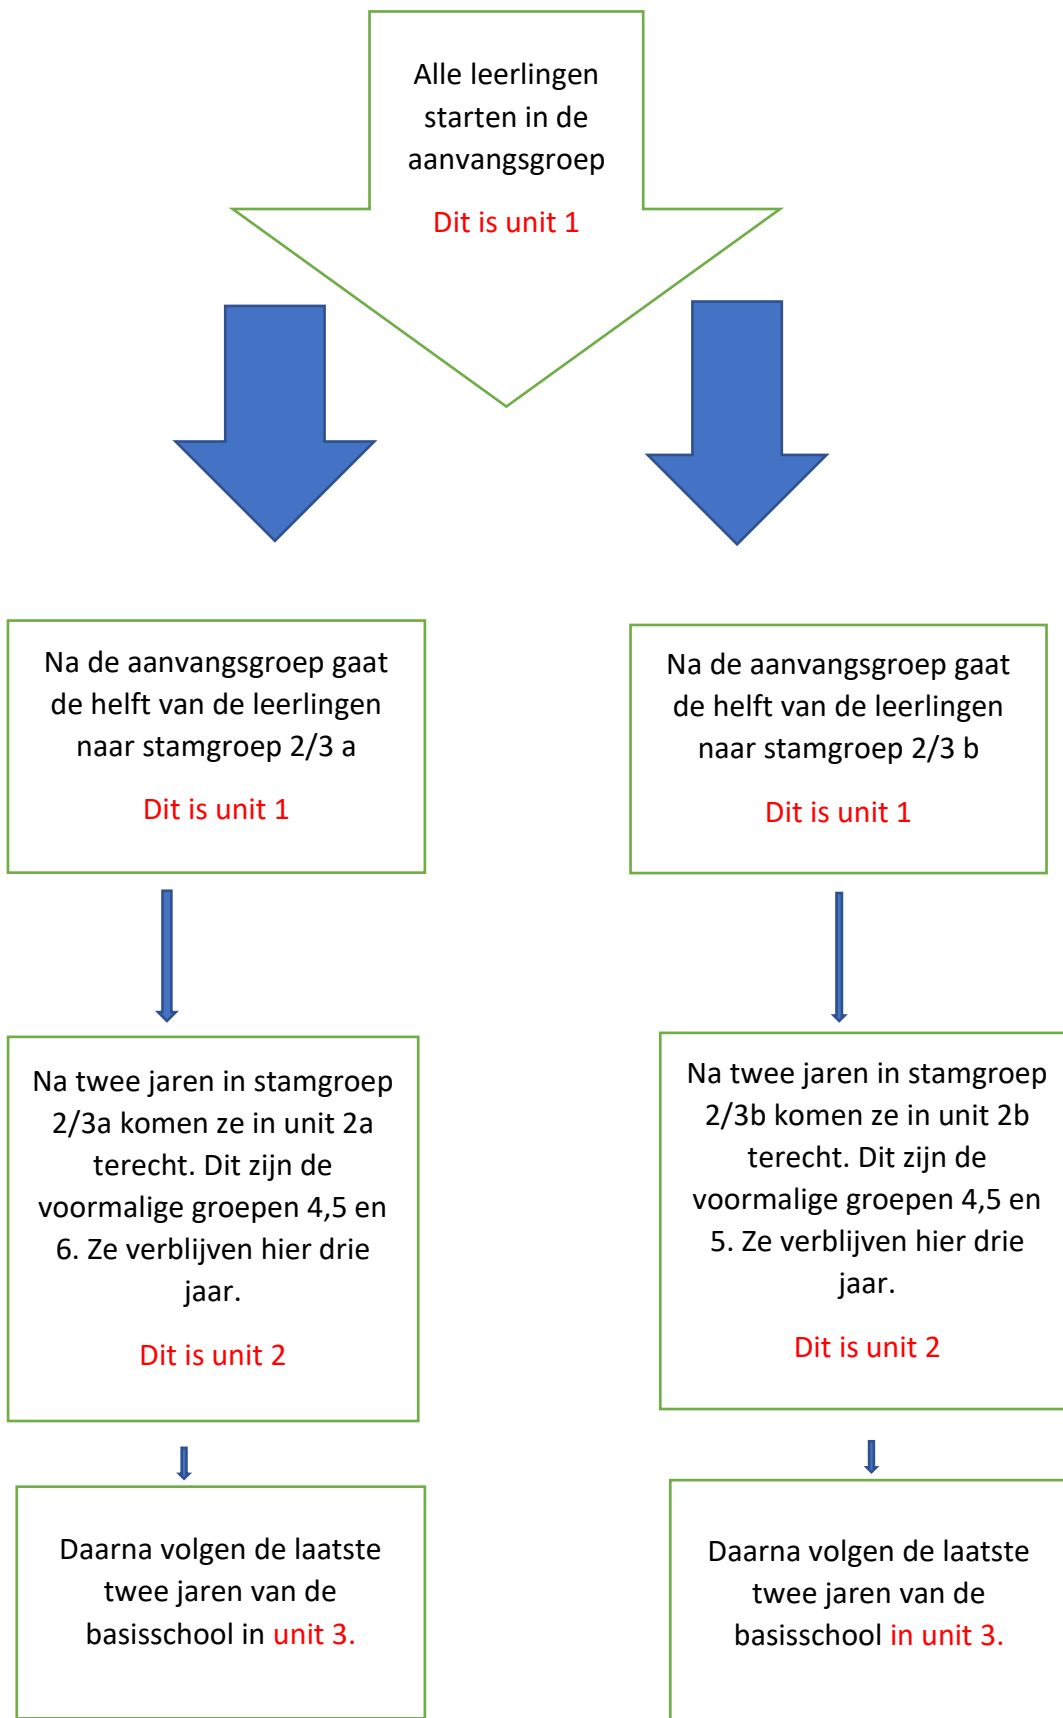 Alle leerlingen
starten in de
aanvangsgroep
Dit is unit 1
Na de aanvangsgroep gaat
de helft van de leerlingen
naar stamgroep 2/3 a
Dit is unit 1
Na de aanvangsgroep gaat
de helft van de leerlingen
naar stamgroep 2/3 b
Dit is unit 1
Na twee jaren in stamgroep
2/3a komen ze in unit 2a
terecht. Dit zijn de
voormalige groepen 4,5 en
6. Ze verblijven hier drie
jaar.
Dit is unit 2
Na twee jaren in stamgroep
2/3b komen ze in unit 2b
terecht. Dit zijn de
voormalige groepen 4,5 en
5. Ze verblijven hier drie
jaar.
Dit is unit 2
Daarna volgen de laatste
twee jaren van de
basisschool in unit 3.
Daarna volgen de laatste
twee jaren van de
basisschool in unit 3.